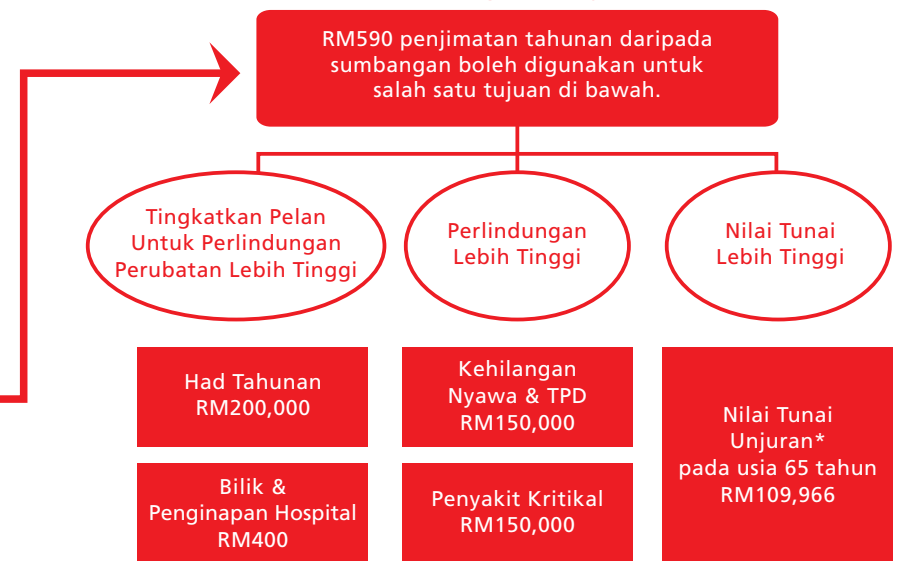 RM590 penjimatan tahunan daripada
sumbangan boleh digunakan untuk
salah satu tujuan di bawah.
Tingkatkan Pelan
Untuk Perlindungan
Perubatan Lebih Tinggi
Perlindungan
Lebih Tinggi
Nilai Tunai
Lebih Tinggi
Had Tahunan
RM200,000
Bilik &
Penginapan Hospital
RM400
Kehilangan
Nyawa & TPD
RM150,000
Penyakit Kritikal
RM150,000
Nilai Tunai
Unjuran*
pada usia 65 tahun
RM109,966